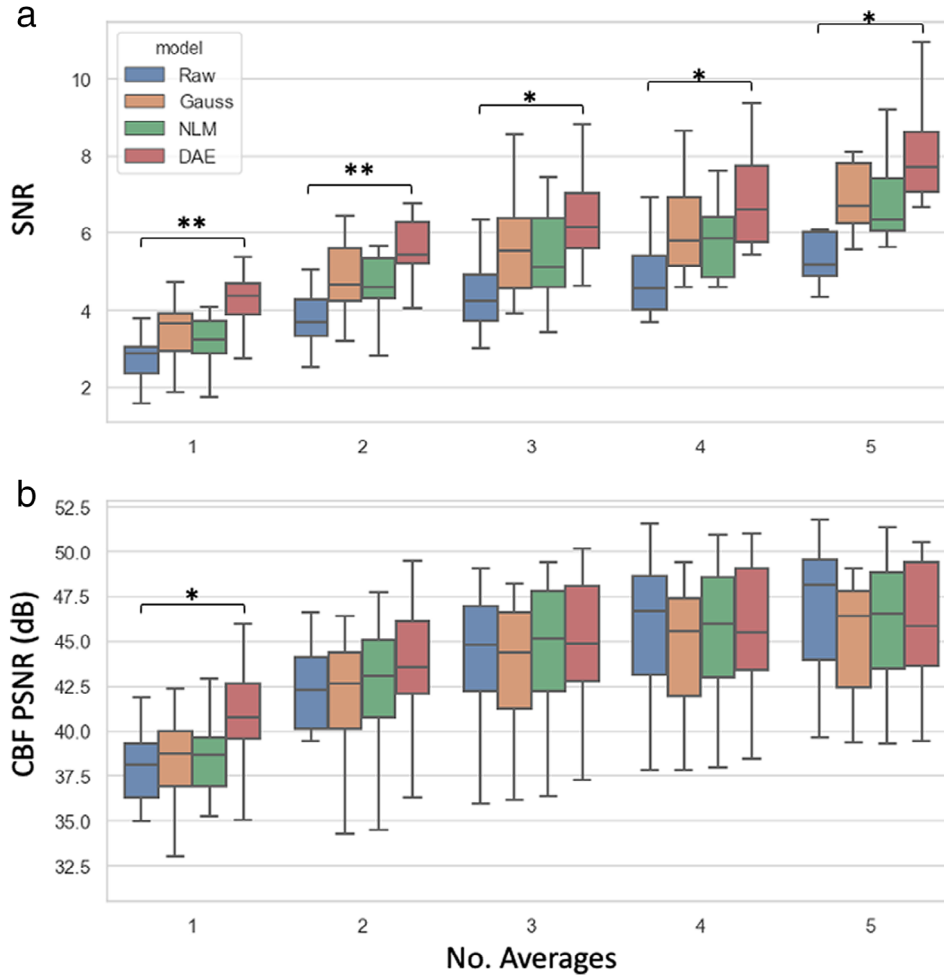 a
model
Raw
Gauss
NLM
DAE
SNR
10
8
6
4
2
**
**
*
*
*
1 2 3 4 5
b
CBF PSNR (dB)
52.5
50.0
47.5
45.0
42.5
40.0
37.5
35.0
32.5
*
1 2 3 4 5
No. Averages